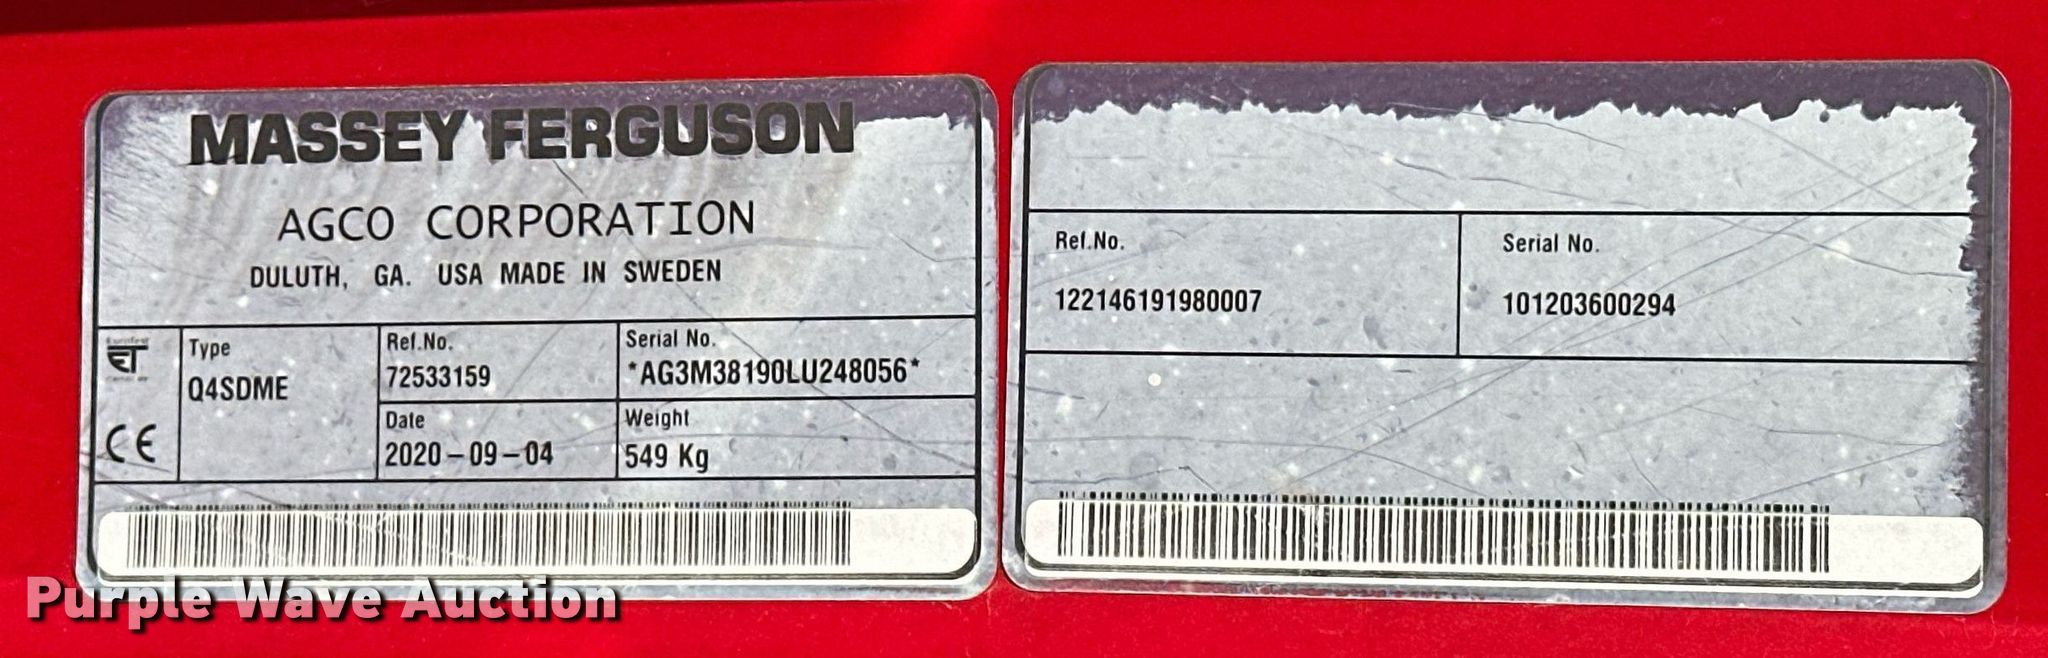 MASSEY FERGUSON
AGCO CORPORATION
DULUTH, GA. USA MADE IN SWEDEN
Type
Q4SDME
Ref.No.
72533159
Serial No.
*AG3M38190LU248056*
Date
2020-09-04
Weight
549 Kg
ET
CE
Ref.No.
122146191980007
Serial No.
101203600294
Purple Wave Auction